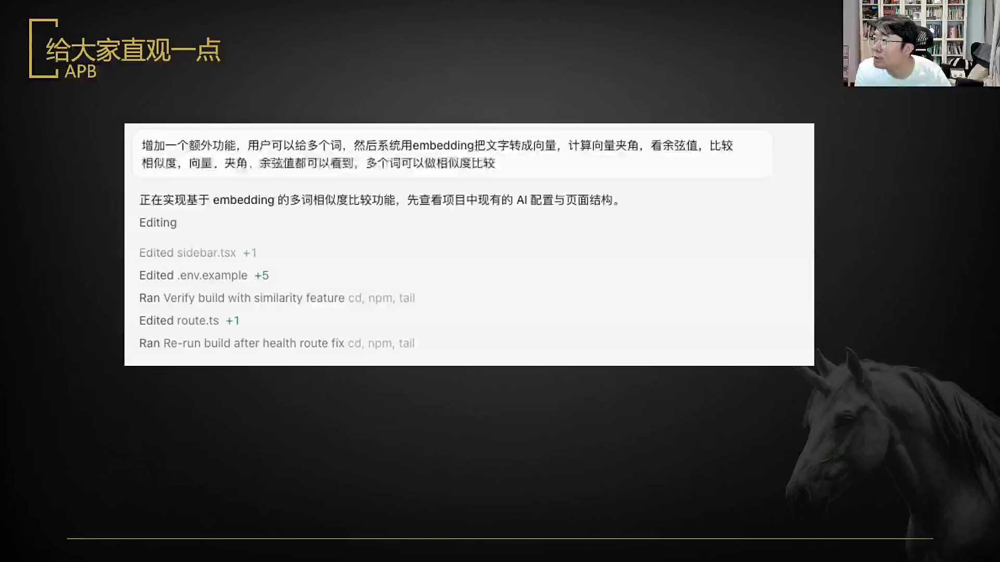 给大家直观一点
APB
增加一个额外功能，用户可以给多个词，然后系统用embedding把文字转成向量，计算向量夹角，看余弦值，比较
相似度，向量、夹角、余弦值都可以看到，多个词可以做相似度比较
正在实现基于 embedding 的多词相似度比较功能，先查看项目中现有的 AI 配置与页面结构。
Editing
Edited sidebar.tsx +1
Edited .env.example +5
Ran Verify build with similarity feature cd, npm, tail
Edited route.ts +1
Ran Re-run build after health route fix cd, npm, tail